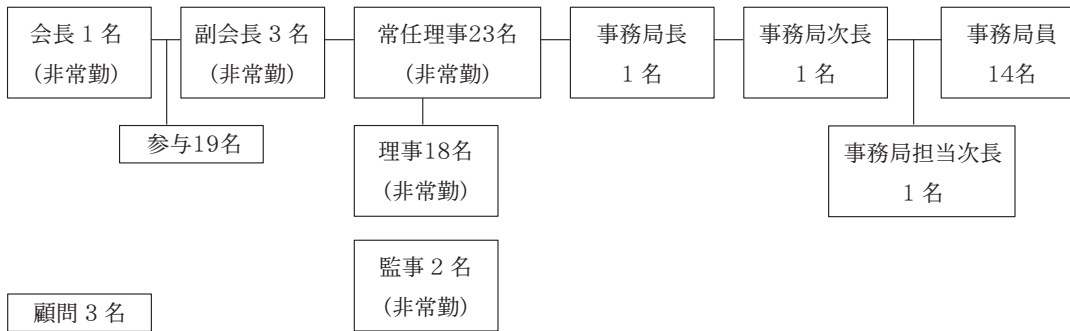 会長１名
(非常勤)
副会長３名
(非常勤)
常任理事23名
(非常勤)
事務局長
１名
事務局次長
１名
事務局員
14名
参与19名
理事18名
(非常勤)
事務局担当次長
１名
監事２名
(非常勤)
顧問３名